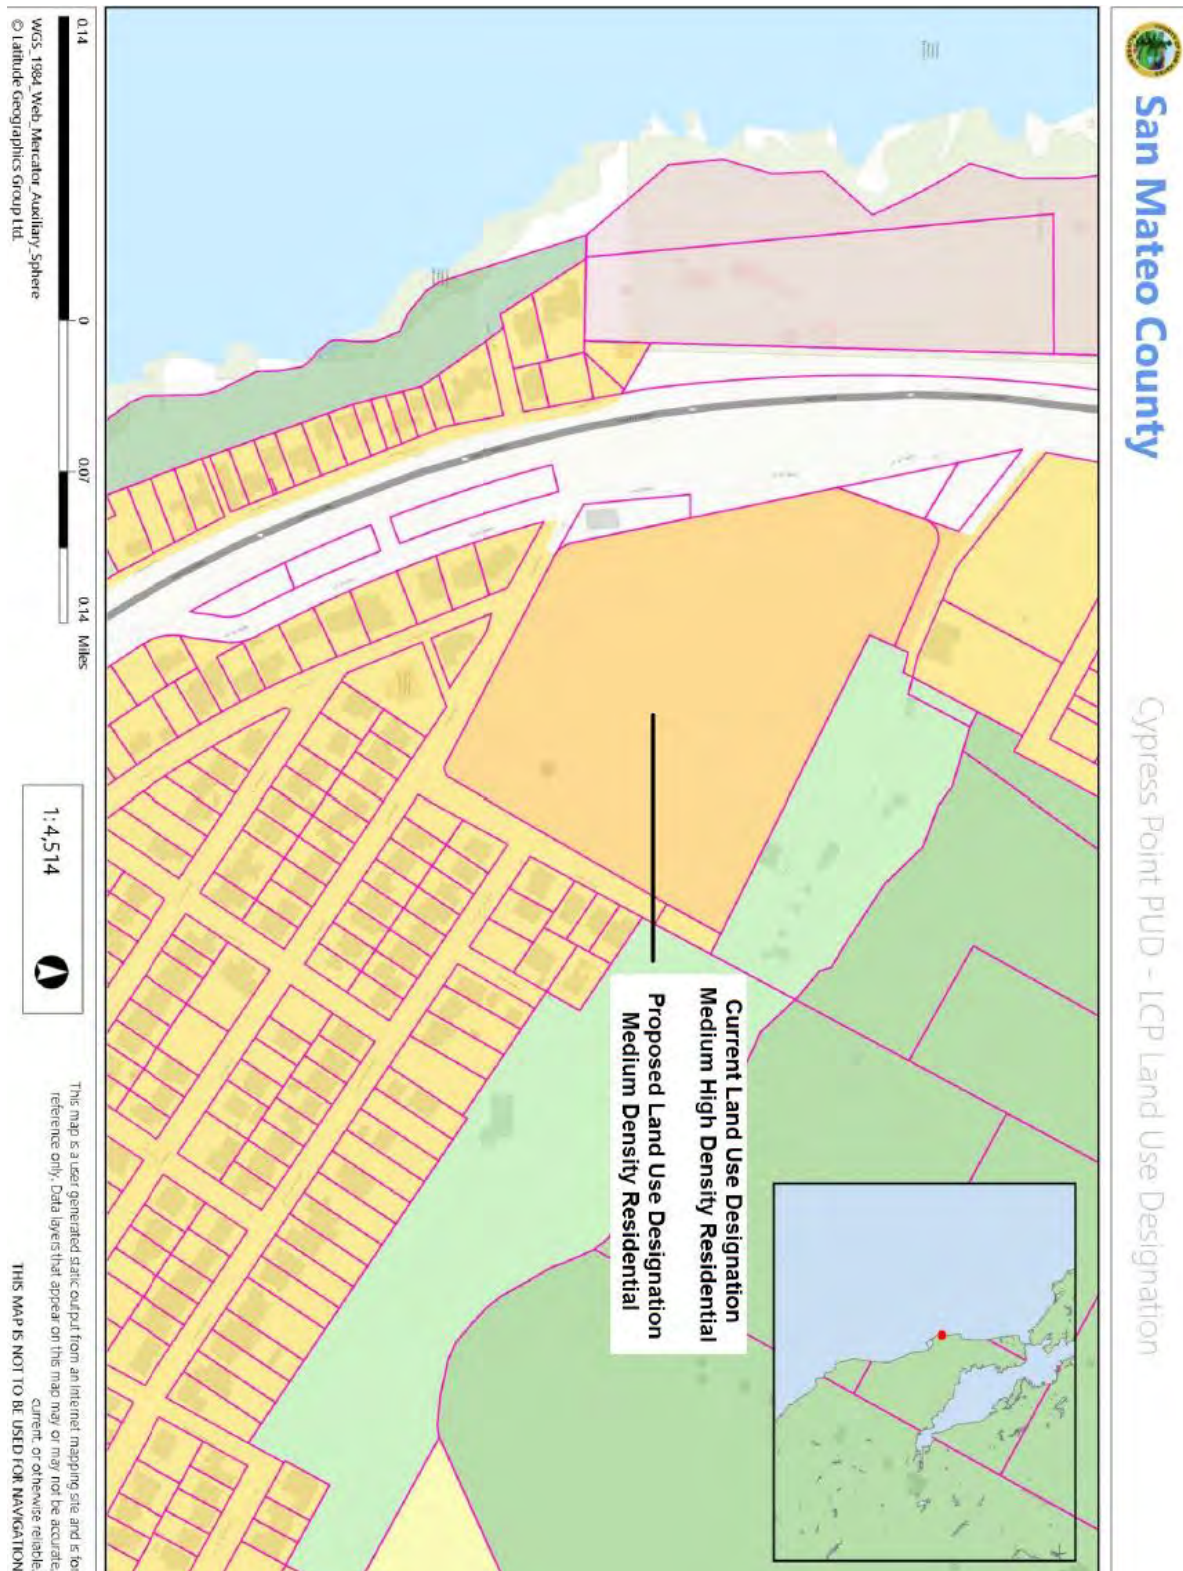 San Mateo County
Cypress Point PUD - LCP Land Use Designation
Current Land Use Designation
Medium High Density Residential
Proposed Land Use Designation
Medium Density Residential
0.14
0
0.07
0.14 Miles
WGS_1984_Web_Mercator_Auxiliary_Sphere
© Latitude Geographics Group Ltd.
1: 4,514
This map is a user generated static output from an Internet mapping site and is for
reference only. Data layers that appear on this map may or may not be accurate,
current, or otherwise reliable.
THIS MAP IS NOT TO BE USED FOR NAVIGATION